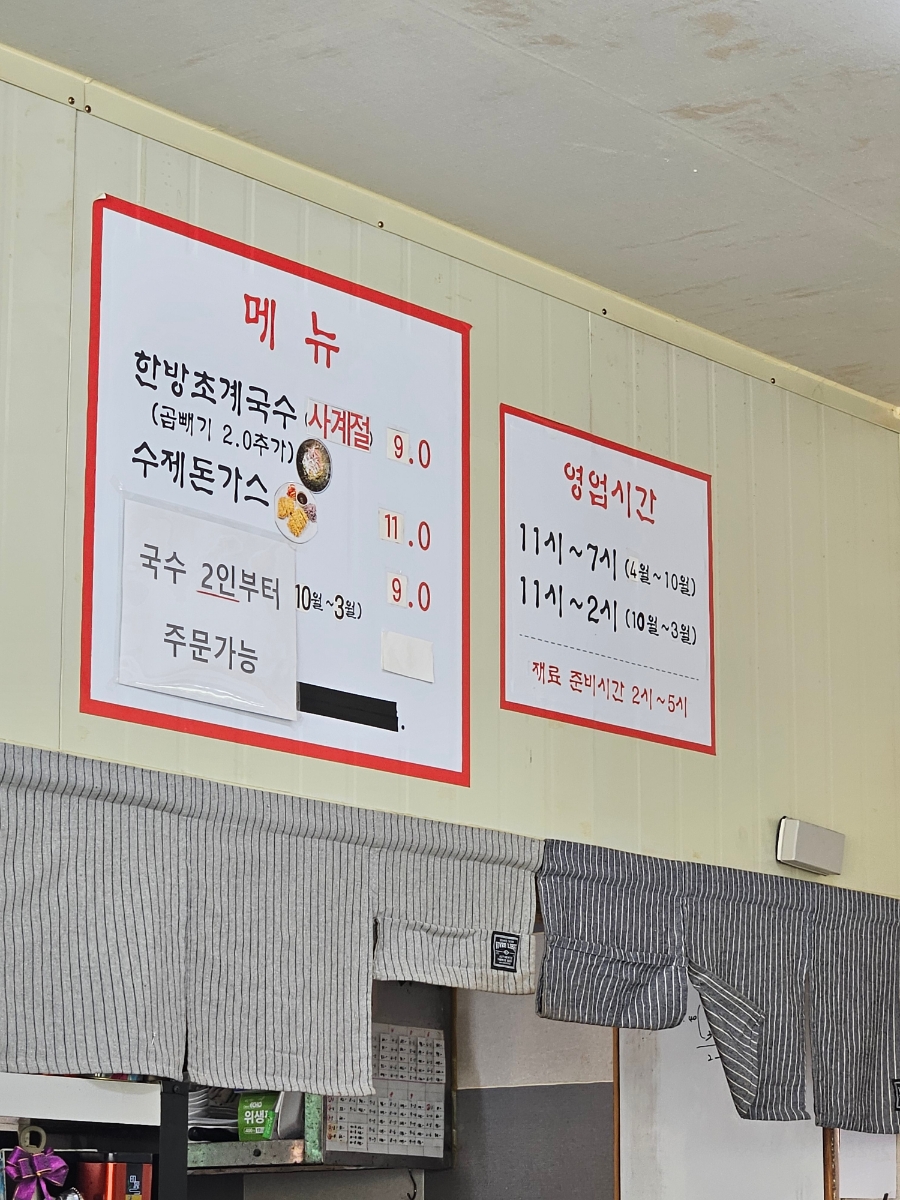 메뉴
한방초계국수 (사계절) 9.0
(곱빼기 2.0추가)
수제돈가스 11.0
국수 2인부터
주문가능
10월~3월) 9.0
영업시간
11시~7시 (4월~10월)
11시~2시 (10월~3월)
재료 준비시간 2시~5시
위생